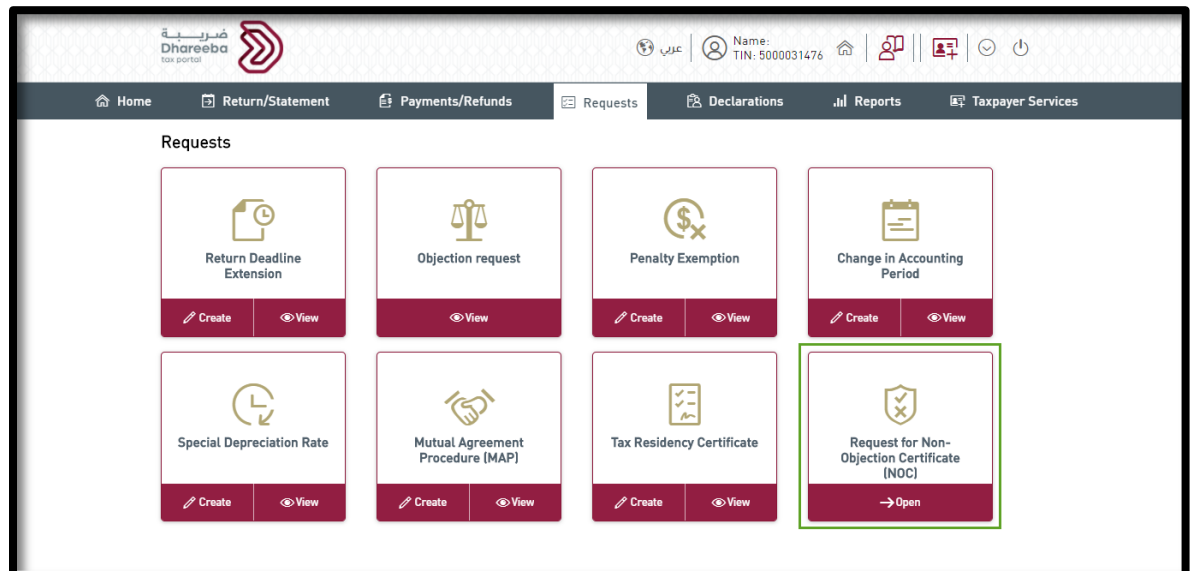 ضريبة
Dhareeba
tax portal
عربي
Name:
TIN: 5000031476
Home
Return/Statement
Payments/Refunds
Requests
Declarations
Reports
Taxpayer Services
Requests
Return Deadline
Extension
Create
View
Objection request
View
Penalty Exemption
Create
View
Change in Accounting
Period
Create
View
Special Depreciation Rate
Create
View
Mutual Agreement
Procedure (MAP)
Create
View
Tax Residency Certificate
Create
View
Request for Non-
Objection Certificate
(NOC)
Open